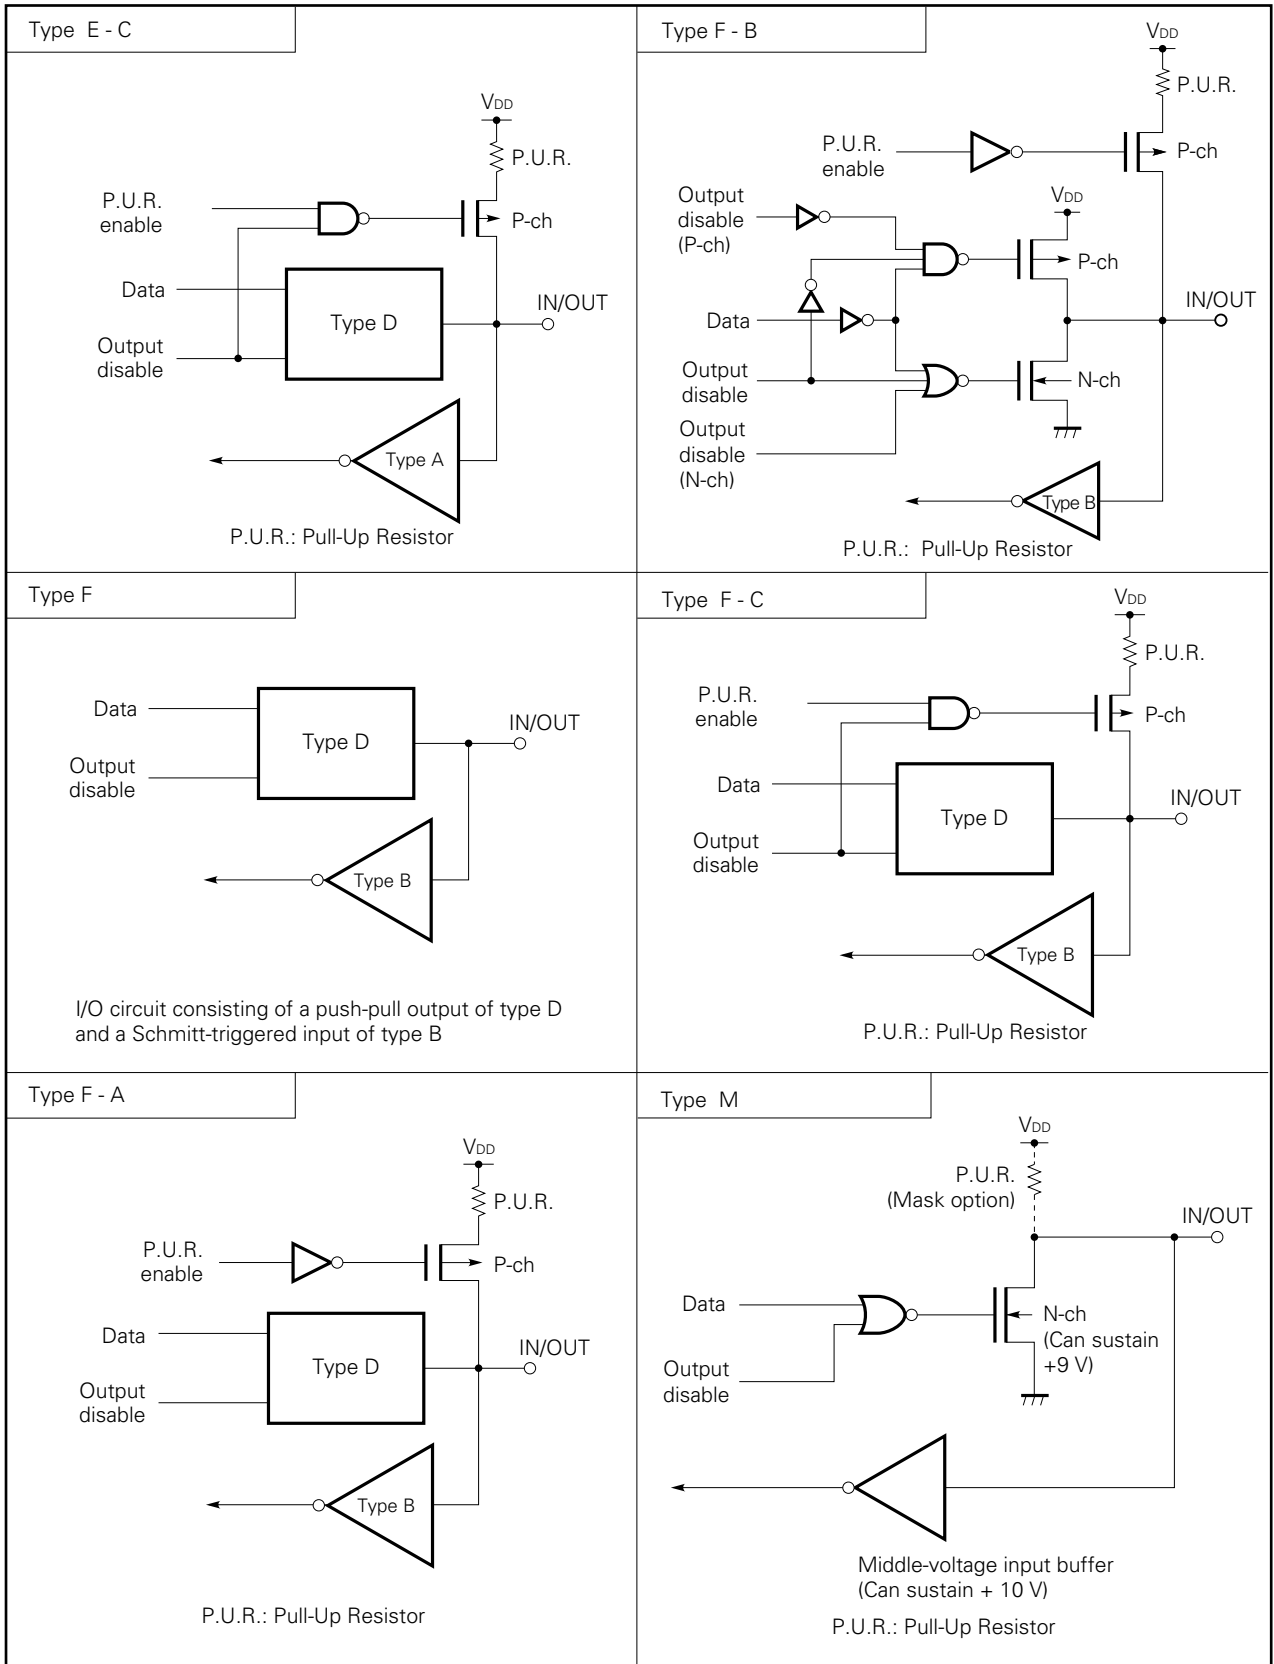 Type E - C
VDD
P.U.R.
P.U.R.
enable
P-ch
Data
Type D
IN/OUT
Output
disable
Type A
P.U.R.: Pull-Up Resistor
Type F - B
VDD
P.U.R.
P.U.R.
enable
P-ch
Output
disable
(P-ch)
VDD
P-ch
Data
IN/OUT
Output
disable
N-ch
Output
disable
(N-ch)
Type B
P.U.R.: Pull-Up Resistor
Type F
Data
Type D
IN/OUT
Output
disable
Type B
I/O circuit consisting of a push-pull output of type D
and a Schmitt-triggered input of type B
Type F - C
VDD
P.U.R.
P.U.R.
enable
P-ch
Data
Type D
IN/OUT
Output
disable
Type B
P.U.R.: Pull-Up Resistor
Type F - A
VDD
P.U.R.
P.U.R.
enable
P-ch
Data
Type D
IN/OUT
Output
disable
Type B
P.U.R.: Pull-Up Resistor
Type M
VDD
P.U.R.
(Mask option)
IN/OUT
Data
N-ch
(Can sustain
+9 V)
Output
disable
Middle-voltage input buffer
(Can sustain + 10 V)
P.U.R.: Pull-Up Resistor